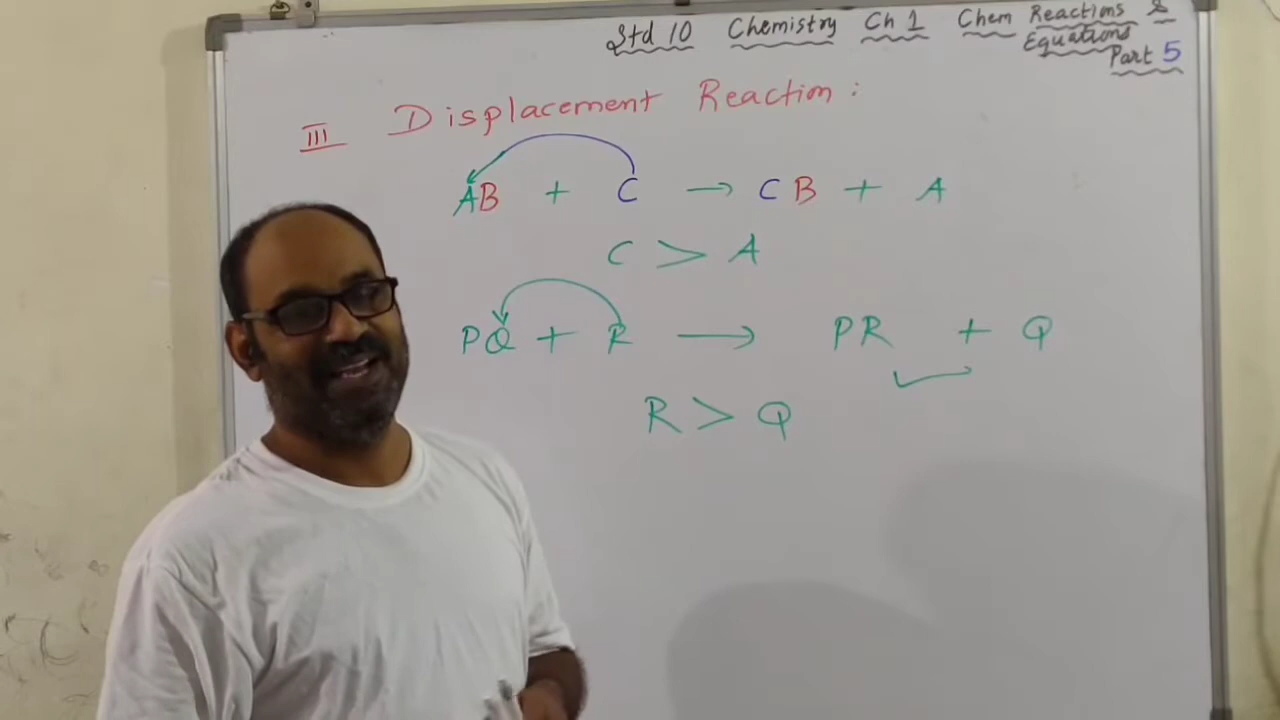 Std 10 Chemistry Ch 1 Chem Reactions &
Equations
Part 5
III Displacement Reaction :
AB + C → CB + A
C > A
PQ + R → PR + Q
R > Q